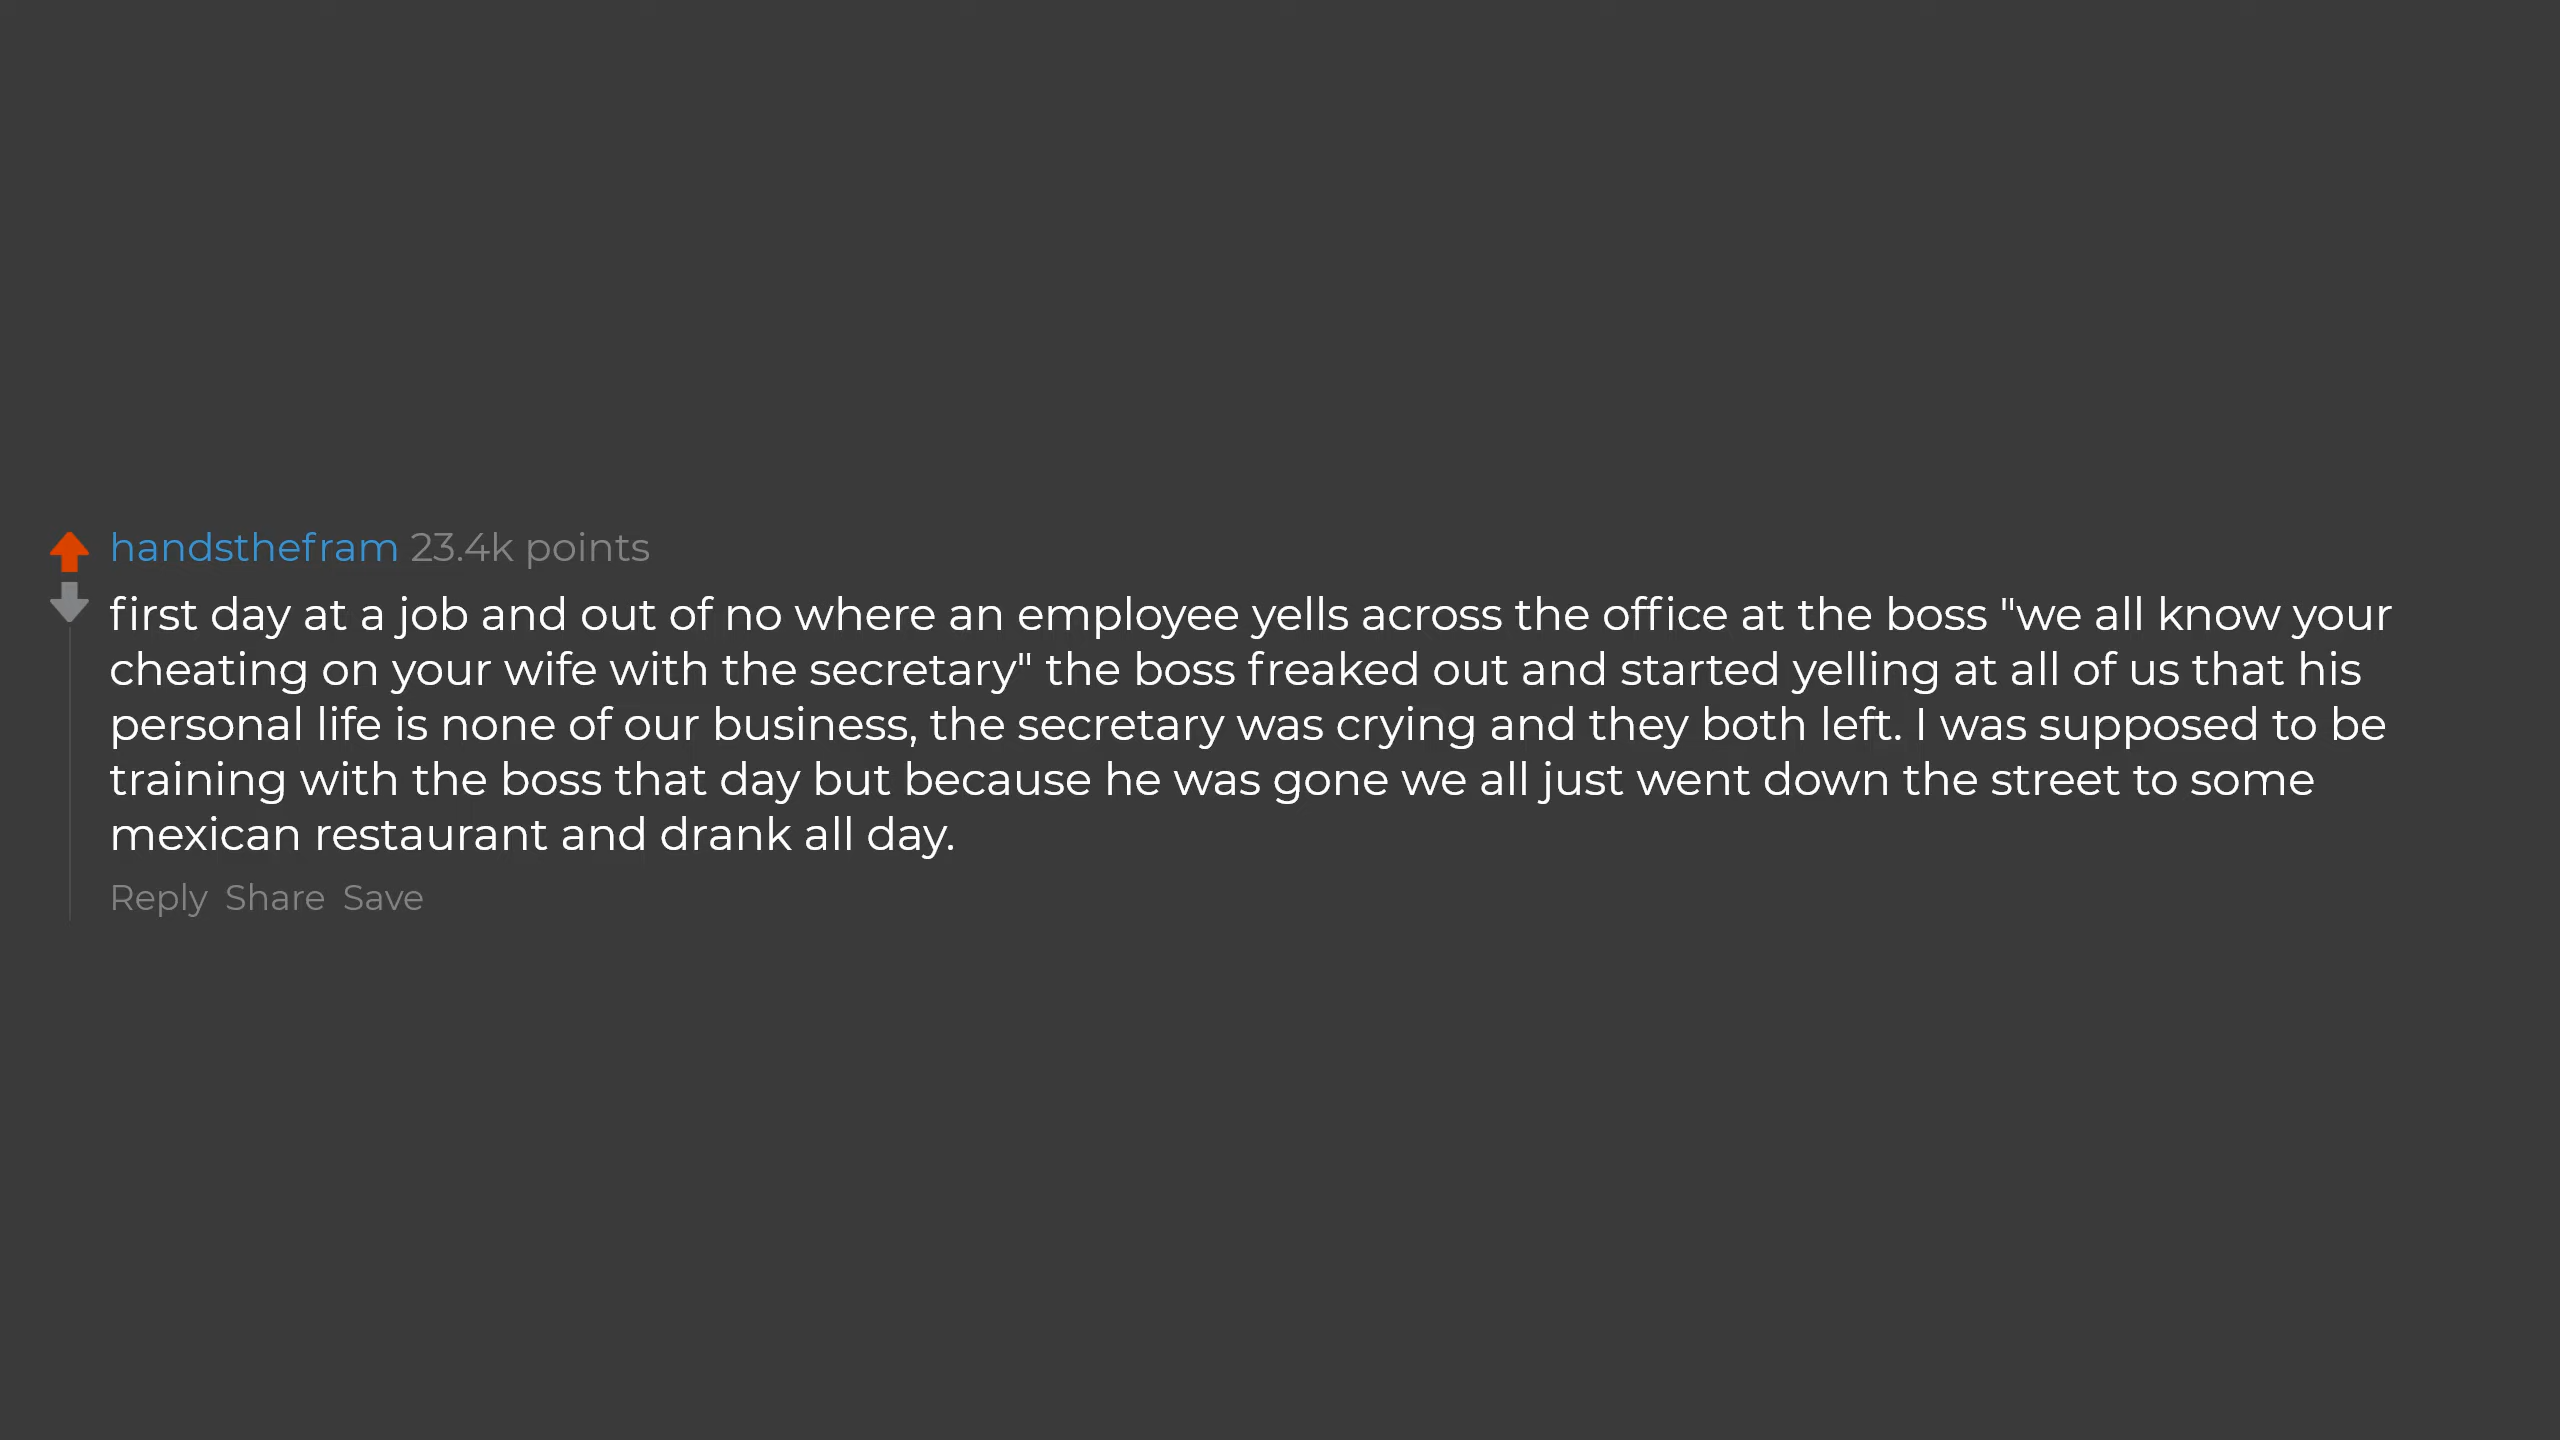 handsthefram 23.4k points
first day at a job and out of no where an employee yells across the office at the boss "we all know your
cheating on your wife with the secretary" the boss freaked out and started yelling at all of us that his
personal life is none of our business, the secretary was crying and they both left. I was supposed to be
training with the boss that day but because he was gone we all just went down the street to some
mexican restaurant and drank all day.
Reply Share Save